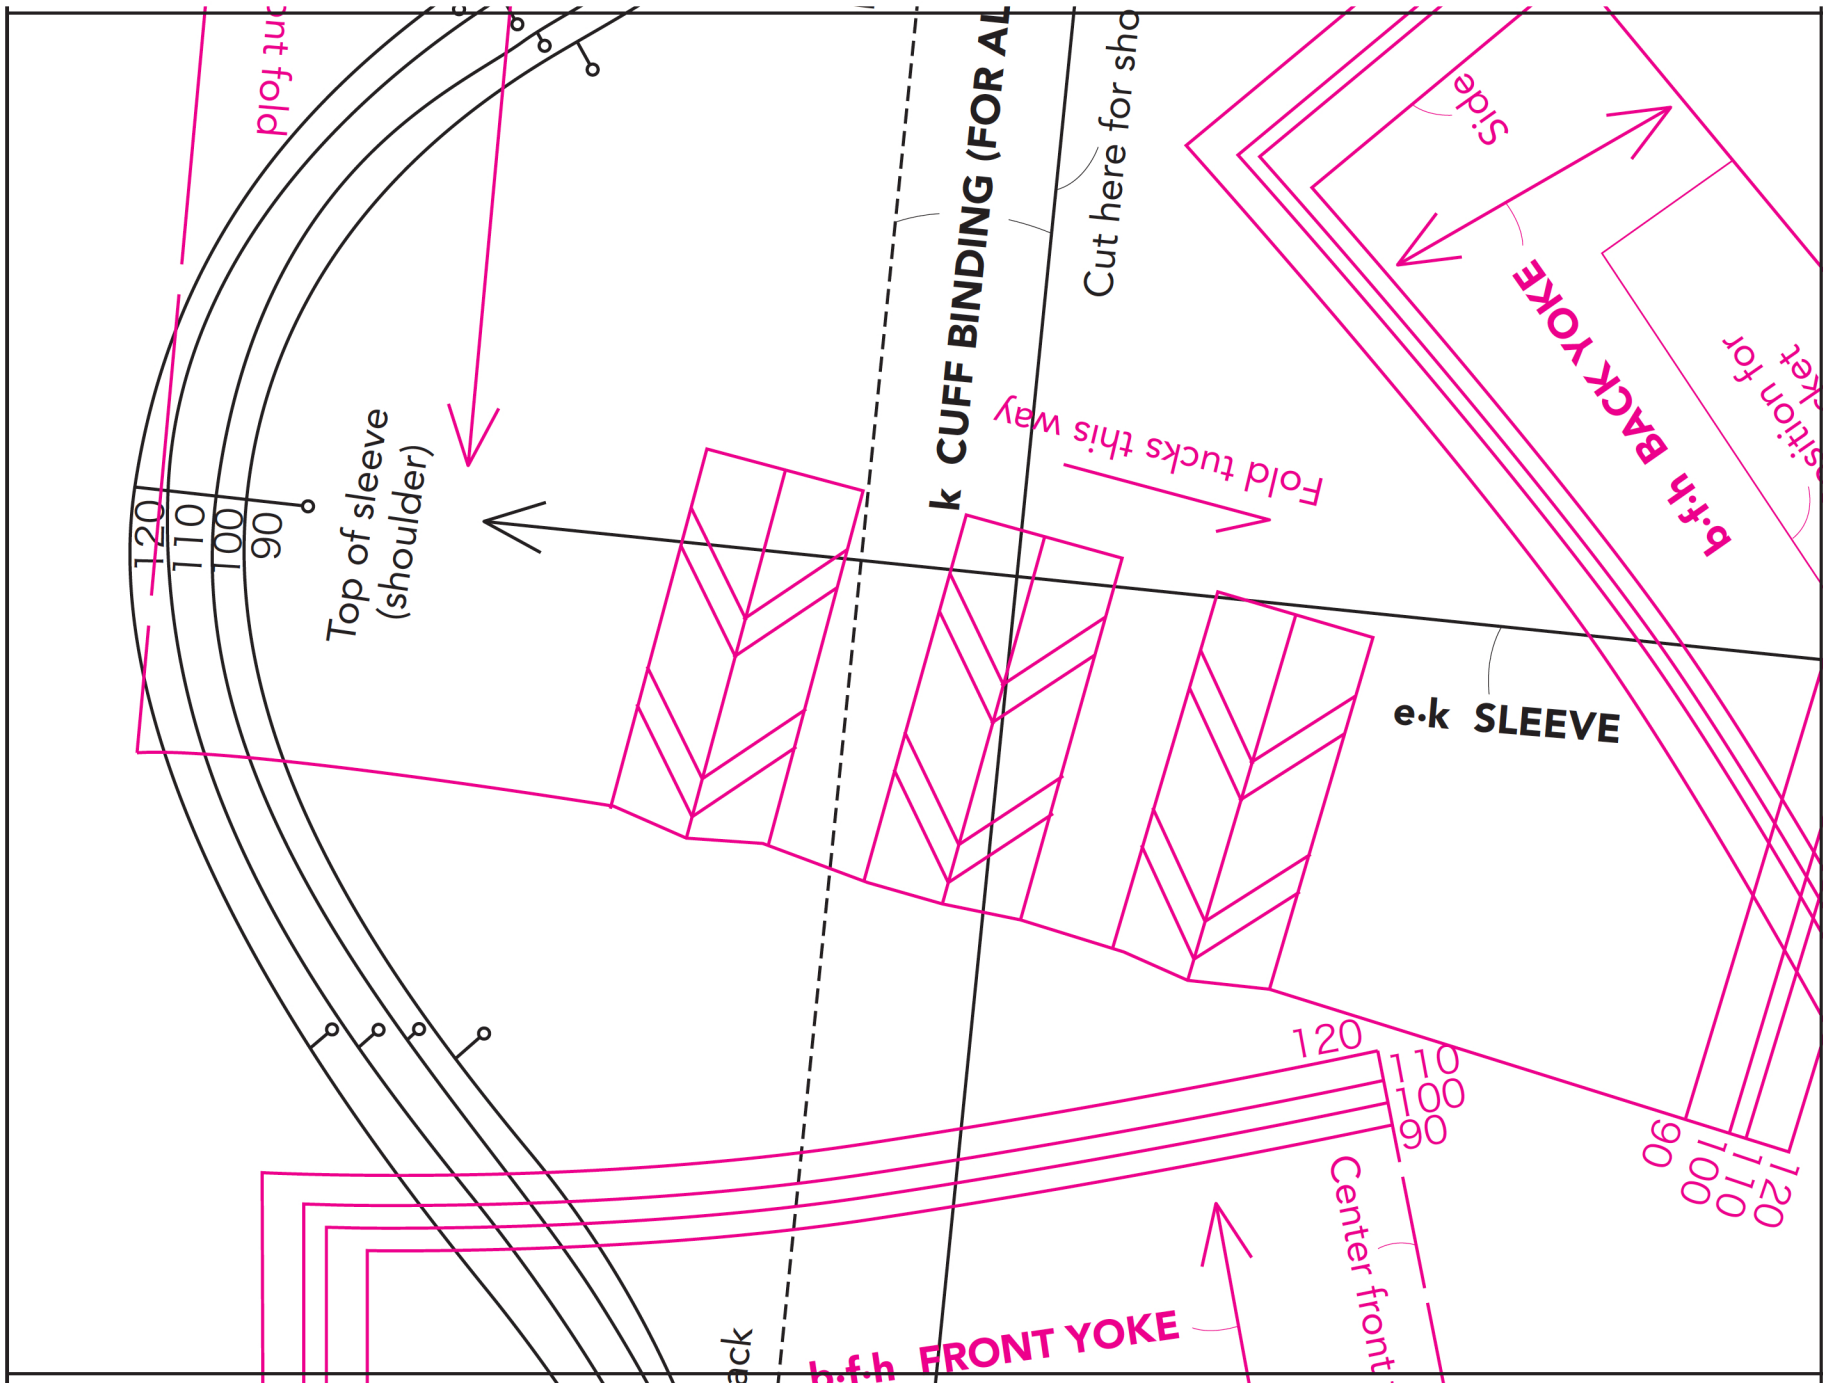 ont fold
k CUFF BINDING (FOR AL
Cut here for sho
Side
b·f·h BACK YOKE
sition for
cket
Fold tucks this way
120
110
100
90
Top of sleeve
(shoulder)
e·k SLEEVE
120
110
100
90
90
100
110
120
Center front
ack
b·f·h FRONT YOKE